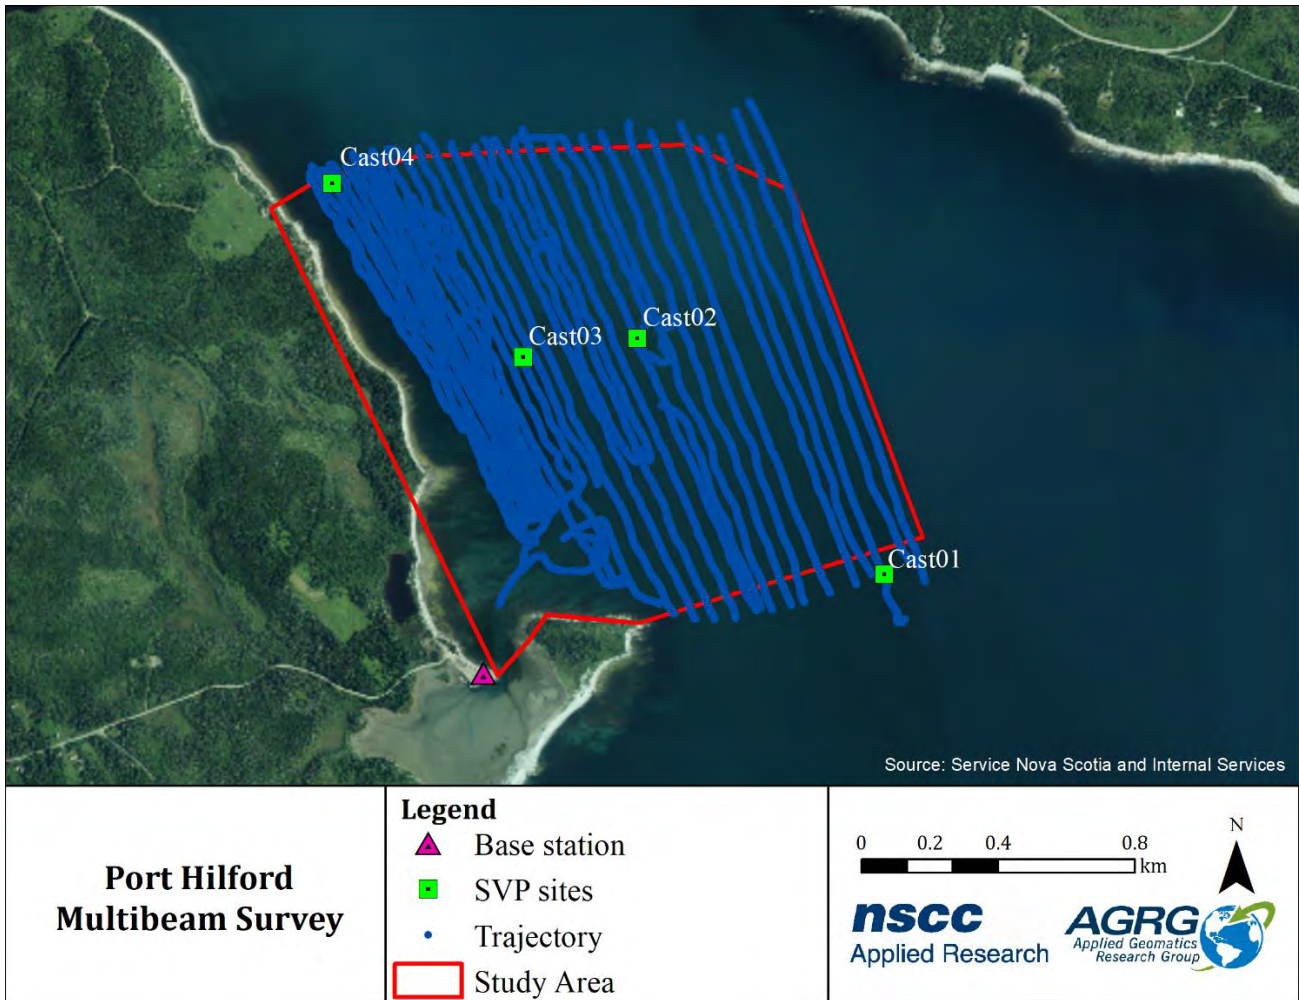 Cast04
Cast02
Cast03
Cast01
Source: Service Nova Scotia and Internal Services
Port Hilford
Multibeam Survey
Legend
Base station
SVP sites
Trajectory
Study Area
0 0.2 0.4 0.8
km
N
nscc
Applied Research
AGRG
Applied Geomatics
Research Group